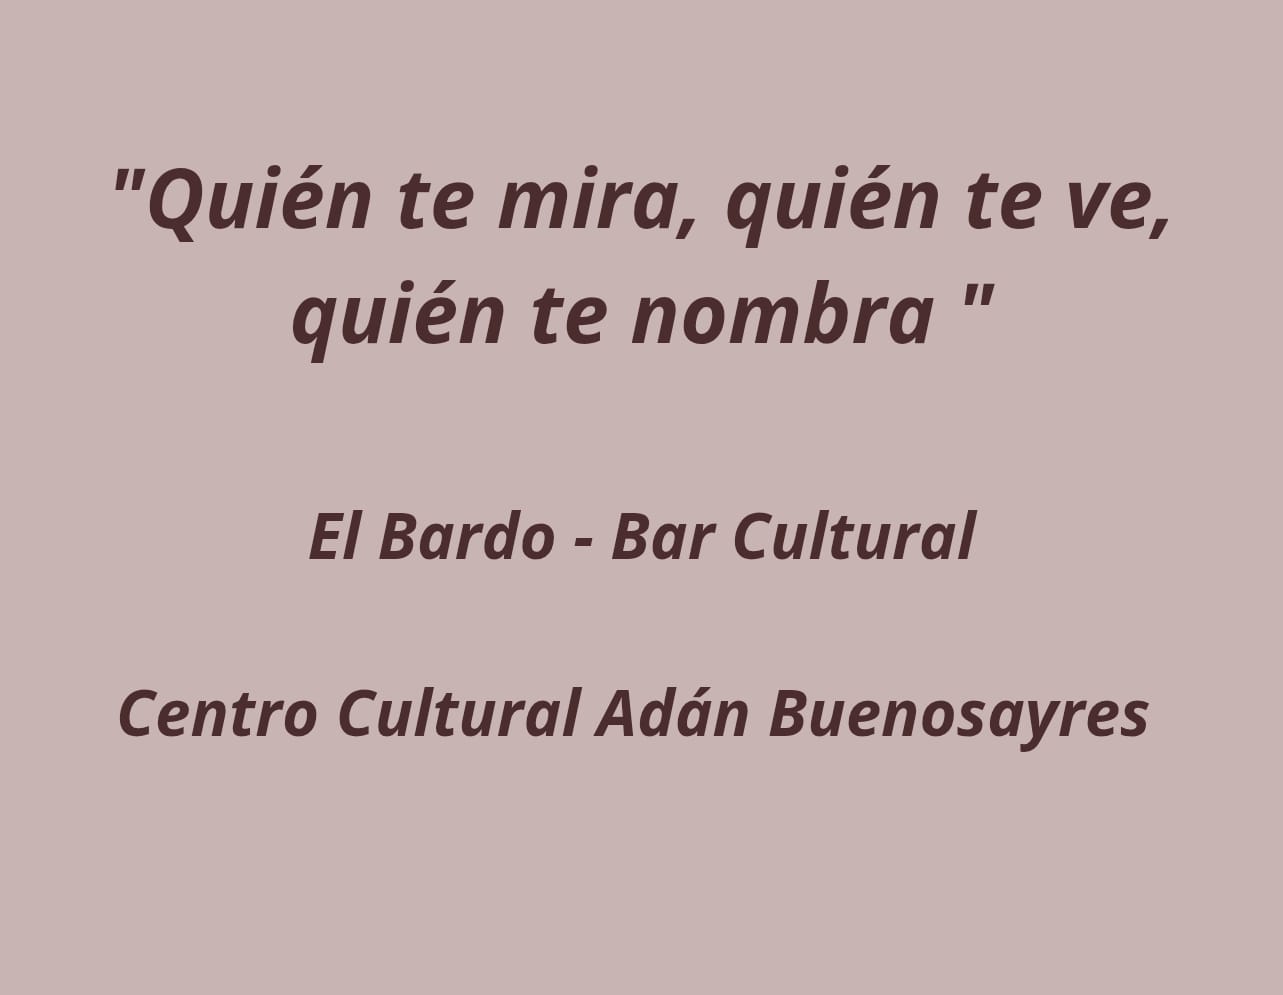 "Quién te mira, quién te ve,
quién te nombra "
El Bardo - Bar Cultural
Centro Cultural Adán Buenosayres